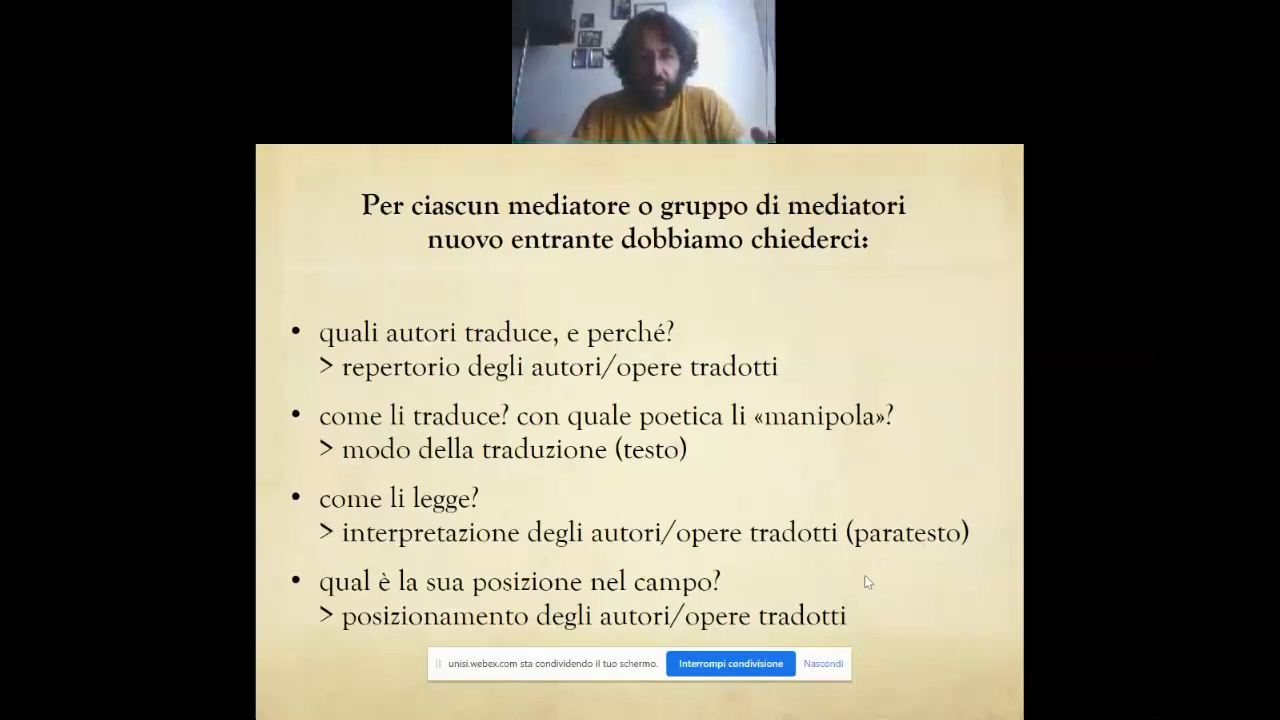 Per ciascun mediatore o gruppo di mediatori
nuovo entrante dobbiamo chiederci:
• quali autori traduce, e perché?
> repertorio degli autori/opere tradotti
• come li traduce? con quale poetica li «manipola»?
> modo della traduzione (testo)
• come li legge?
> interpretazione degli autori/opere tradotti (paratesto)
• qual è la sua posizione nel campo?
> posizionamento degli autori/opere tradotti
unisi.webex.com sta condividendo il tuo schermo. Interrompi condivisione Nascondi